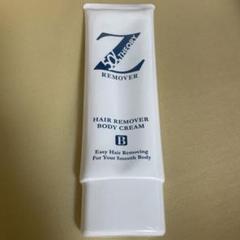 Z
REMOVER
HAIR REMOVER
BODY CREAM
B
Easy Hair Removing
For Your Smooth Body